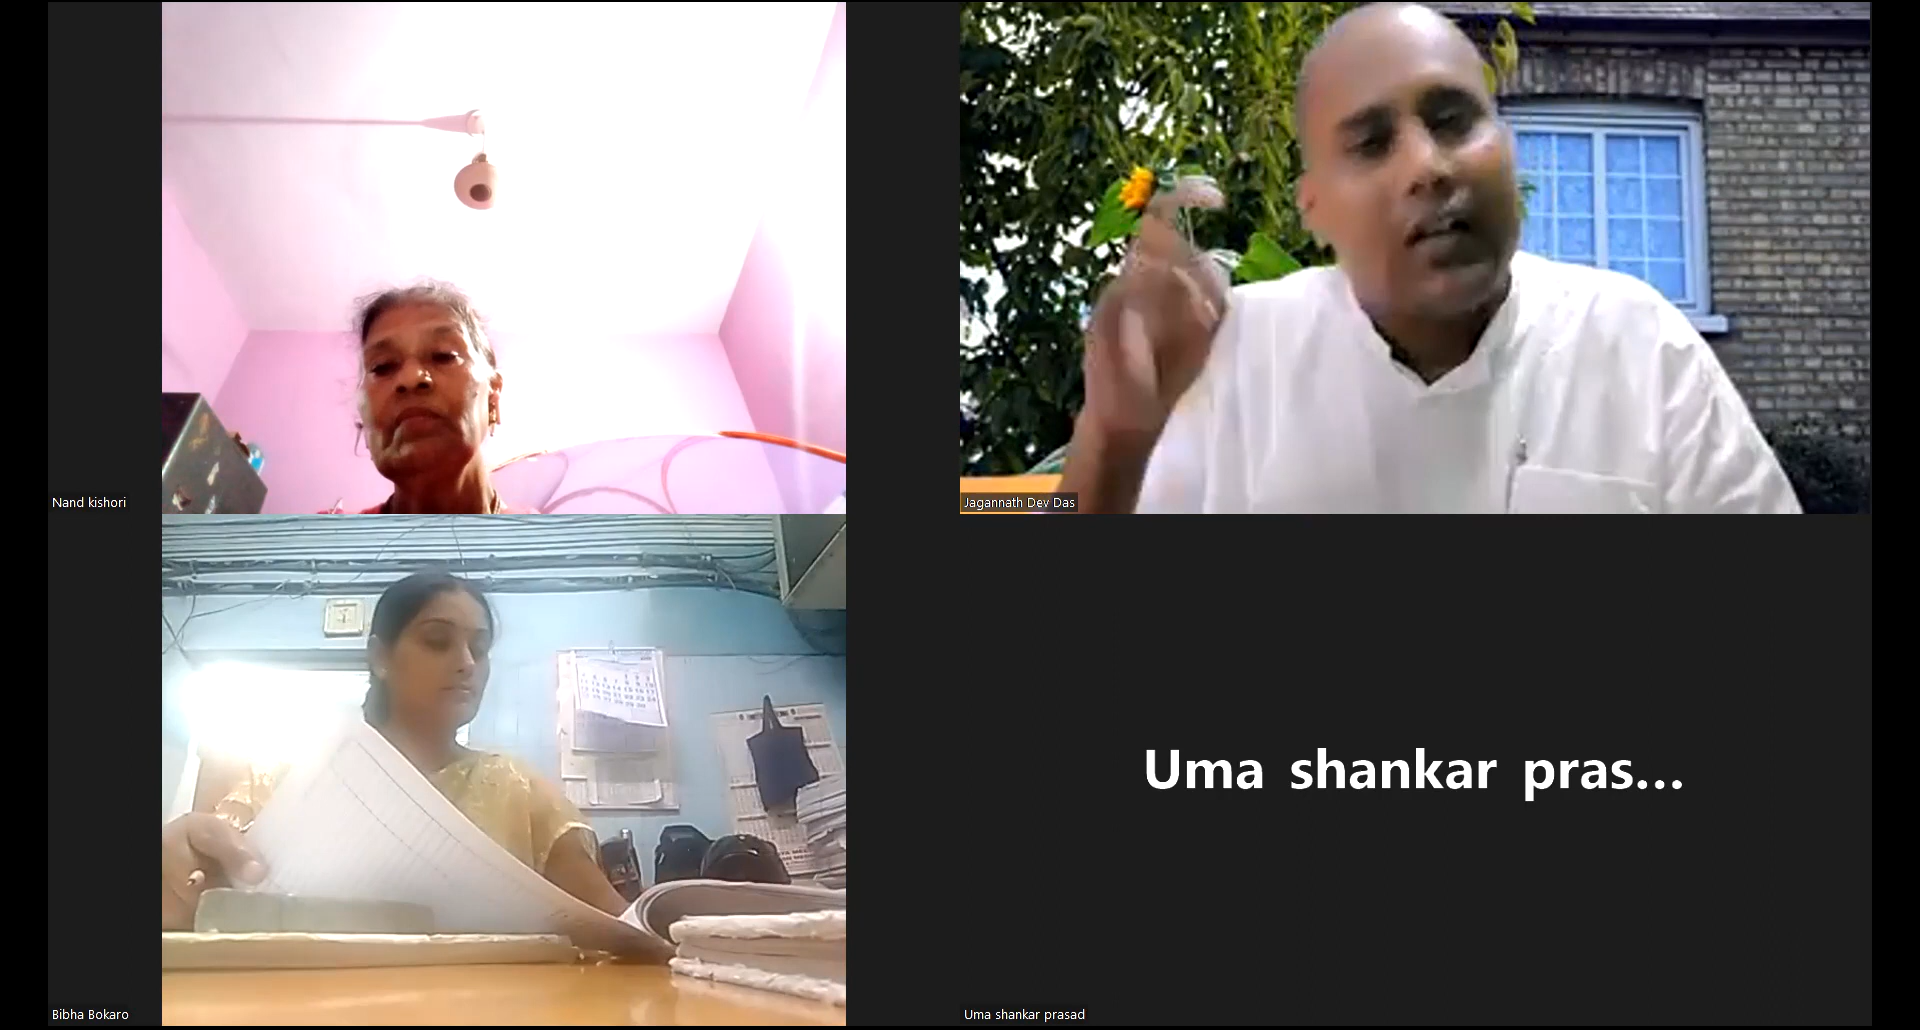 Nand kishori
Jagannath Dev Das
Bibha Bokaro
Uma shankar pras...
Uma shankar prasad